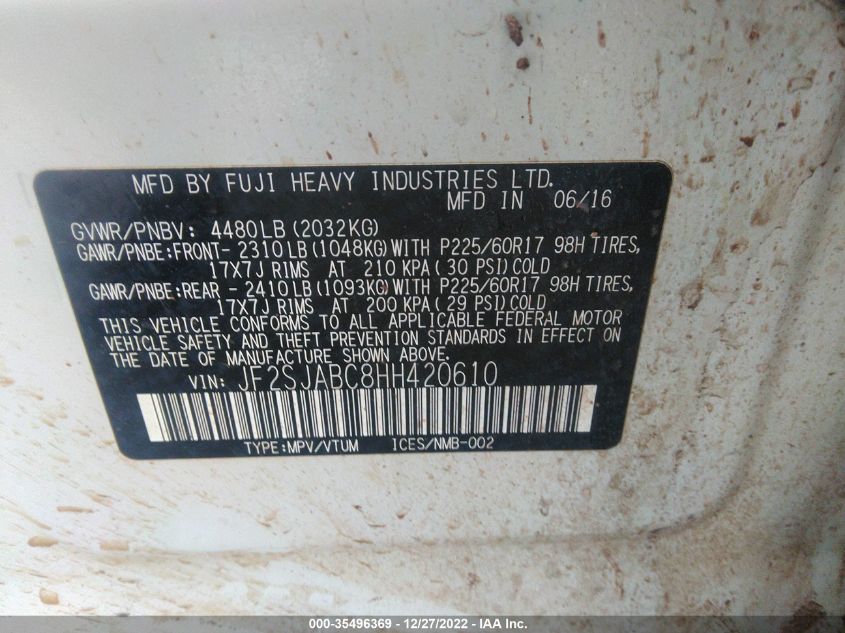 MFD BY FUJI HEAVY INDUSTRIES LTD.
MFD IN 06/16
GVWR/PNBV: 4480LB(2032KG)
GAWR/PNBE:FRONT- 2310LB(1048KG)WITH P225/60R17 98H TIRES,
17X7J RIMS AT 210 KPA( 30 PSI)COLD
GAWR/PNBE:REAR - 2410LB(1093KG)WITH P225/60R17 98H TIRES,
17X7J RIMS AT 200 KPA( 29 PSI)COLD
THIS VEHICLE CONFORMS TO ALL APPLICABLE FEDERAL MOTOR
VEHICLE SAFETY AND THEFT PREVENTION STANDARDS IN EFFECT ON
THE DATE OF MANUFACTURE SHOWN ABOVE.
VIN: JF2SJABC8HH420610
TYPE:MPV/VTUM ICES/NMB-002
000-35496369 - 12/27/2022 - IAA Inc.